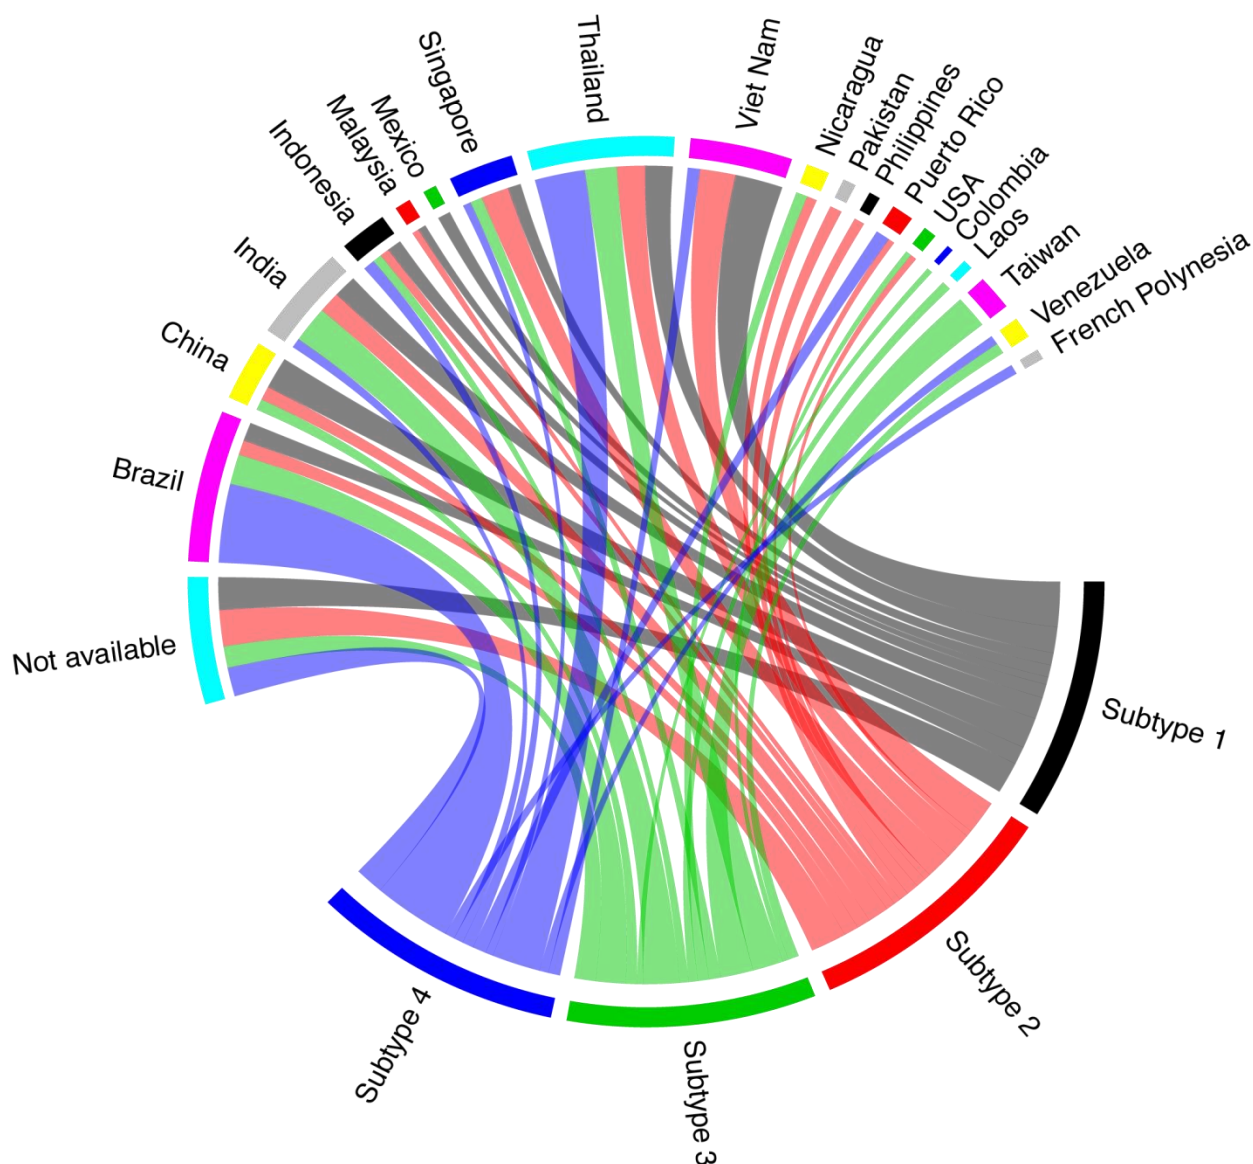 Not available
Brazil
China
India
Indonesia
Malaysia
Mexico
Singapore
Thailand
Viet Nam
Nicaragua
Pakistan
Philippines
Puerto Rico
USA
Colombia
Laos
Taiwan
Venezuela
French Polynesia
Subtype 1
Subtype 2
Subtype 3
Subtype 4